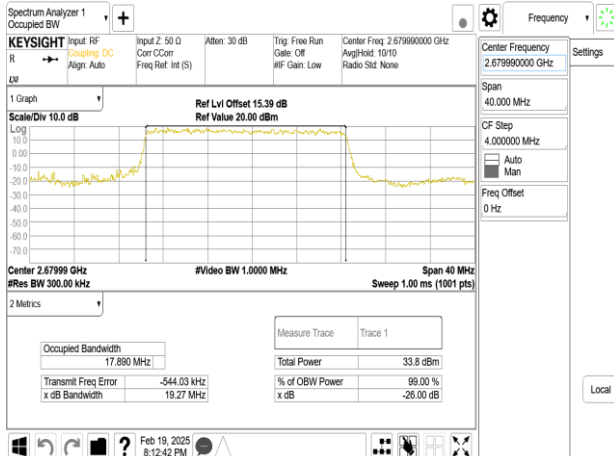 Spectrum Analyzer 1
Occupied BW
+
Frequency
KEYSIGHT
R
LXI
Input: RF
Coupling: DC
Align: Auto
Input Z: 50 Ω
Corr CCorr
Freq Ref: Int (S)
Atten: 30 dB
Trig: Free Run
Gate: Off
#IF Gain: Low
Center Freq: 2.679990000 GHz
Avg|Hold: 10/10
Radio Std: None
Center Frequency
2.679990000 GHz
Settings
Span
40.000 MHz
CF Step
4.000000 MHz
Auto
Man
Freq Offset
0 Hz
Local
1 Graph
Scale/Div 10.0 dB
Ref Lvl Offset 15.39 dB
Ref Value 20.00 dBm
Log
10.0
0.00
-10.0
-20.0
-30.0
-40.0
-50.0
-60.0
-70.0
Center 2.67999 GHz
#Video BW 1.0000 MHz
Span 40 MHz
#Res BW 300.00 kHz
Sweep 1.00 ms (1001 pts)
2 Metrics
Measure Trace Trace 1
Occupied Bandwidth
17.890 MHz
Total Power 33.8 dBm
Transmit Freq Error -544.03 kHz
% of OBW Power 99.00 %
x dB Bandwidth 19.27 MHz
x dB -26.00 dB
?
Feb 19, 2025
8:12:42 PM